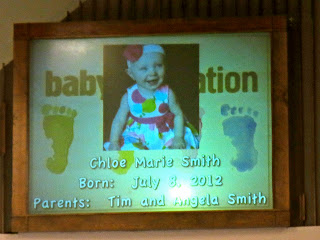 baby ation
Chloe Marie Smith
Born: July 8, 2012
Parents: Tim and Angela Smith